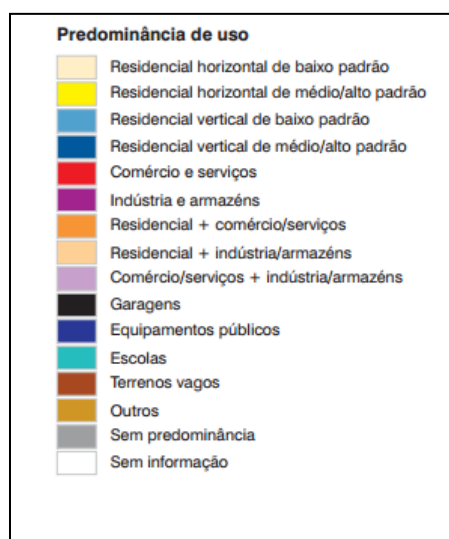 Predominância de uso
Residencial horizontal de baixo padrão
Residencial horizontal de médio/alto padrão
Residencial vertical de baixo padrão
Residencial vertical de médio/alto padrão
Comércio e serviços
Indústria e armazéns
Residencial + comércio/serviços
Residencial + indústria/armazéns
Comércio/serviços + indústria/armazéns
Garagens
Equipamentos públicos
Escolas
Terrenos vagos
Outros
Sem predominância
Sem informação